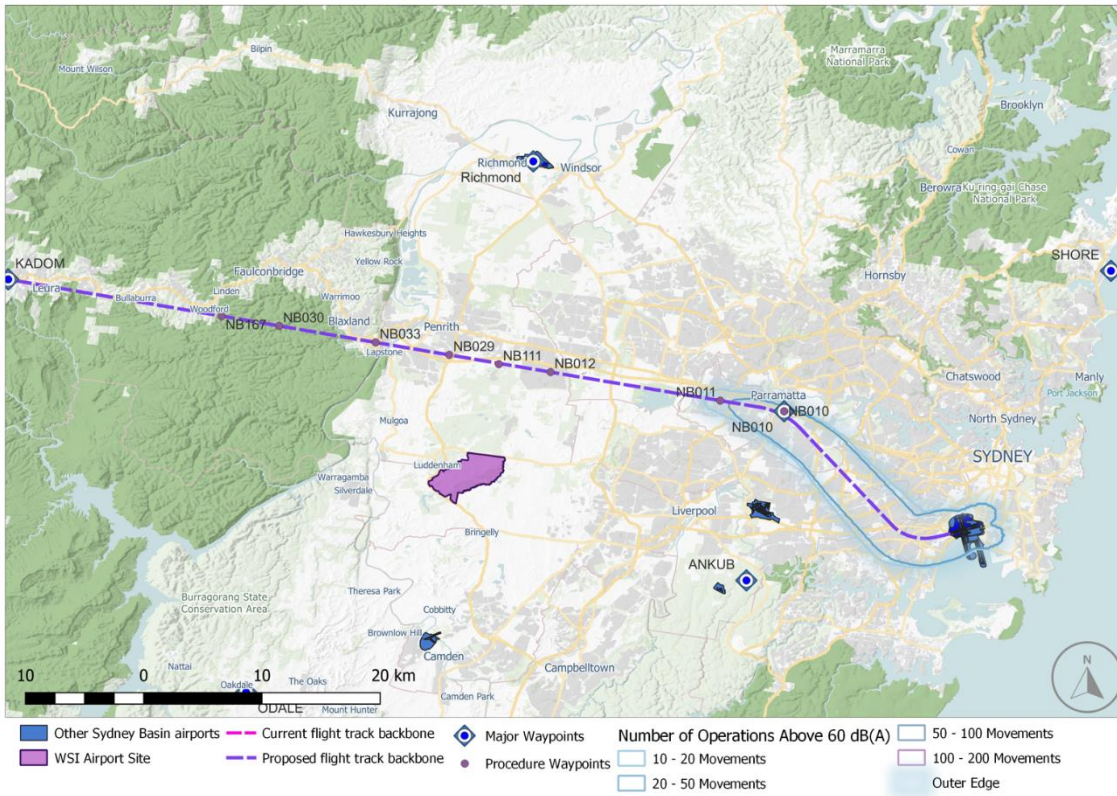 Marramarra
National Park
Bilpin
Mount Wilson
Brooklyn
Kurrajong
Cowan
Richmond
Windsor
Richmond
Berowra
Ku-ring-gai Chase
National Park
Hawkesbury Heights
Yellow Rock
SHORE
KADOM
Faulconbridge
Hornsby
Leura
Linden
Bullaburra
Warrimoo
Woodford
NB167
NB030
Blaxland
Penrith
NB033
Lapstone
NB029
NB111
NB012
Chatswood
Manly
Port Jackson
NB011
Parramatta
NB010
NB010
North Sydney
Mulgoa
SYDNEY
Luddenham
Warragamba
Silverdale
Liverpool
Bringelly
ANKUB
Theresa Park
Burragorang State
Conservation Area
Cobbitty
Brownlow Hill
Camden
Nattai
Oakdale
The Oaks
Campbelltown
Camden Park
Mount Hunter
ODALE
10 0 10 20 km
N
Other Sydney Basin airports
WSI Airport Site
Current flight track backbone
Proposed flight track backbone
Major Waypoints
Procedure Waypoints
Number of Operations Above 60 dB(A)
10 - 20 Movements
20 - 50 Movements
50 - 100 Movements
100 - 200 Movements
Outer Edge